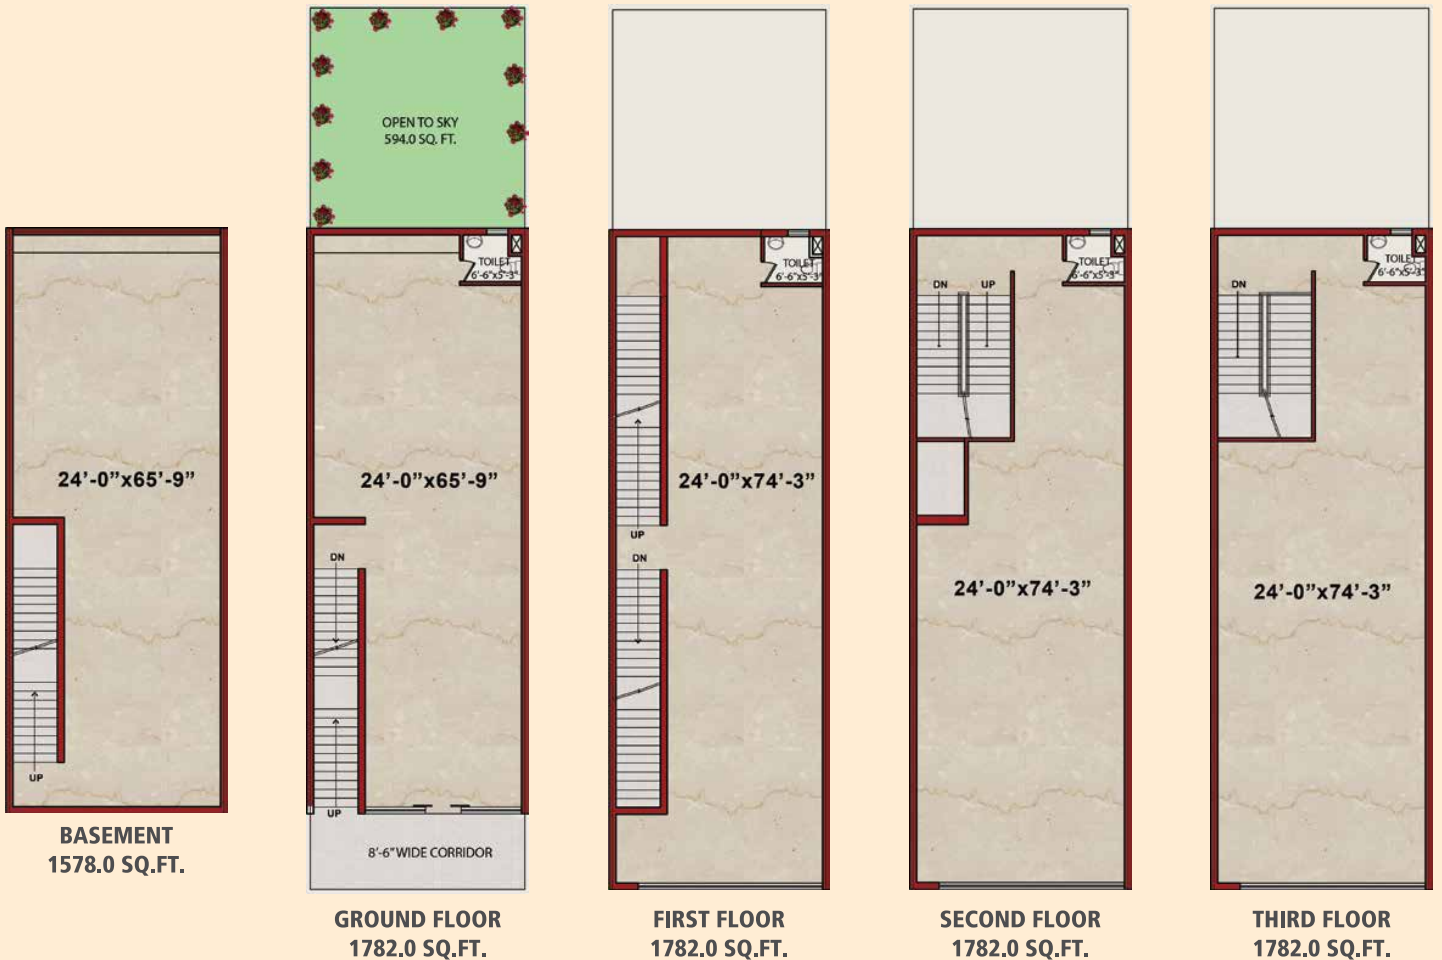 24'-0”x65'-9”
UP
BASEMENT
1578.0 SQ.FT.
OPEN TO SKY
594.0 SQ. FT.
TOILET
6'-6"x5'-3"
24'-0”x65'-9”
DN
UP
8'-6" WIDE CORRIDOR
GROUND FLOOR
1782.0 SQ.FT.
TOILET
6'-6"x5'-3"
24'-0”x74'-3”
UP
DN
FIRST FLOOR
1782.0 SQ.FT.
TOILET
6'-6"x5'-3"
DN UP
24'-0”x74'-3”
SECOND FLOOR
1782.0 SQ.FT.
TOILET
6'-6"x5'-3"
DN
24'-0”x74'-3”
THIRD FLOOR
1782.0 SQ.FT.